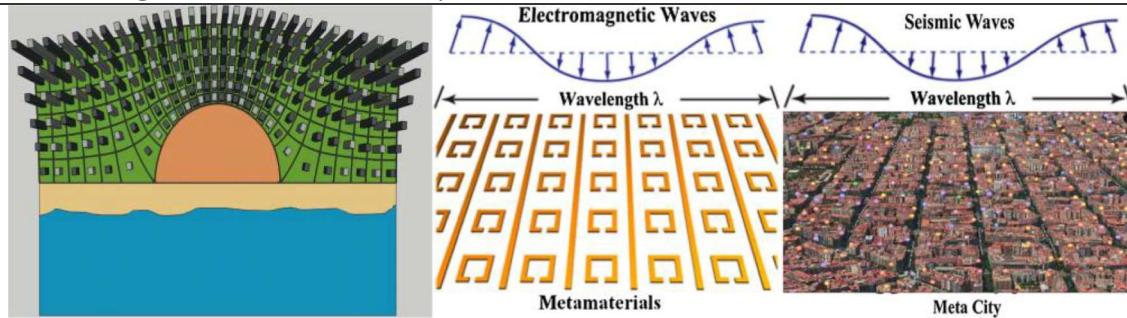 Electromagnetic Waves
Wavelength λ
Metamaterials
Seismic Waves
Wavelength λ
Meta City